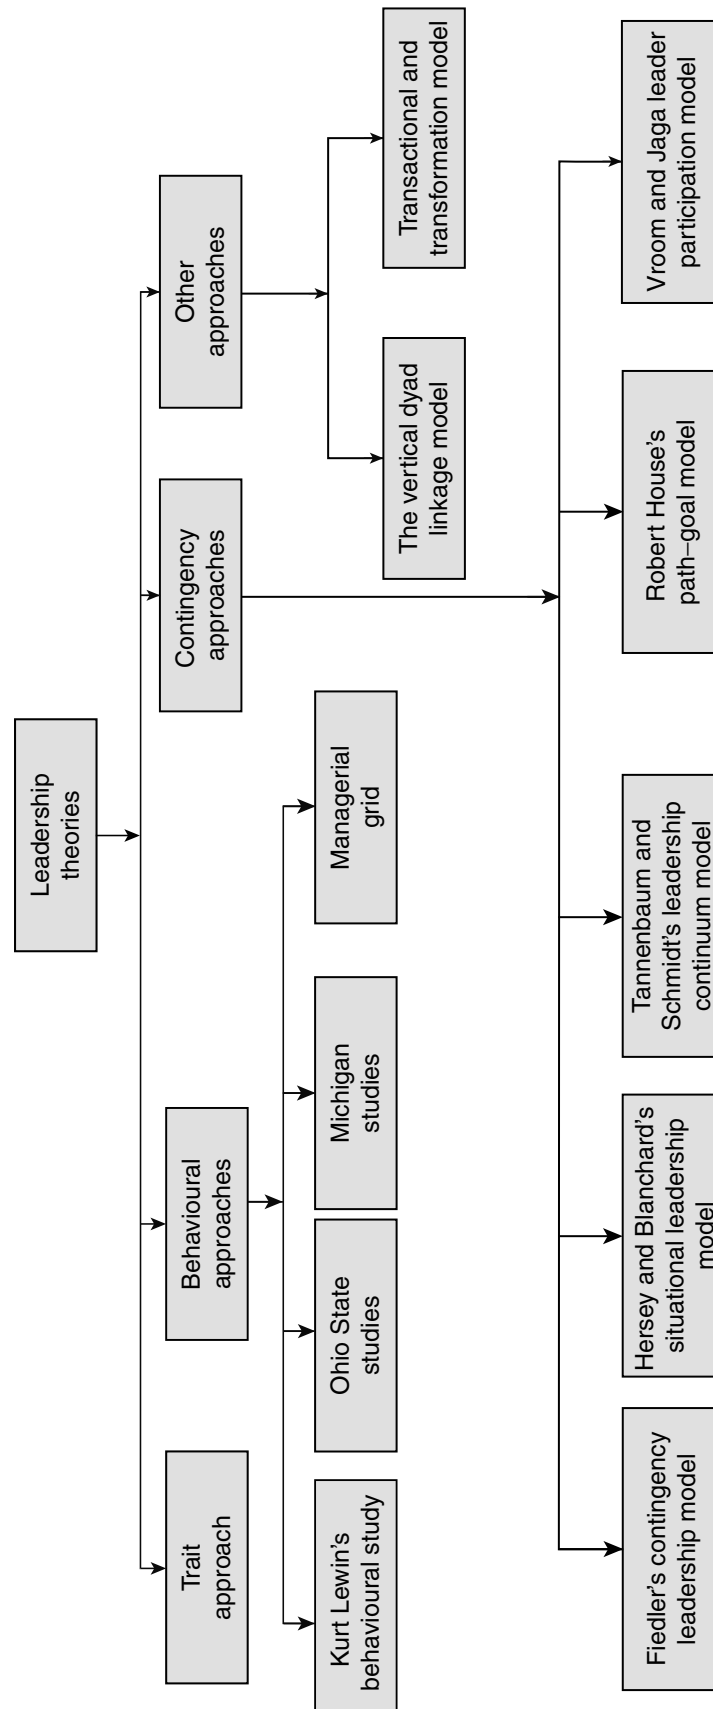 Leadership
theories
Trait
approach
Behavioural
approaches
Contingency
approaches
Other
approaches
Kurt Lewin's
behavioural study
Ohio State
studies
Michigan
studies
Managerial
grid
The vertical dyad
linkage model
Transactional and
transformation model
Fiedler's contingency
leadership model
Hersey and Blanchard's
situational leadership
model
Tannenbaum and
Schmidt's leadership
continuum model
Robert House's
path–goal model
Vroom and Jaga leader
participation model